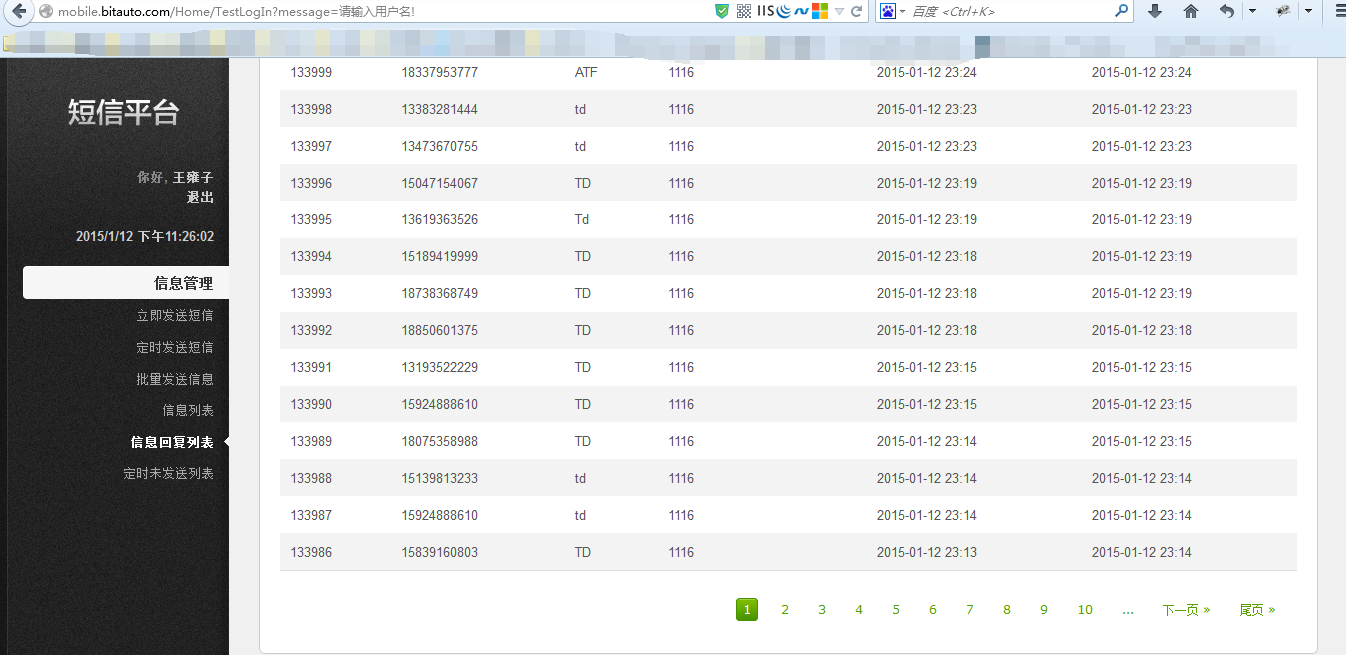 mobile.bitauto.com/Home/TestLogIn?message=请输入用户名!
IIS
百度 <Ctrl+K>
短信平台
你好, 王雍子
退出
2015/1/12 下午11:26:02
信息管理
立即发送短信
定时发送短信
批量发送信息
信息列表
信息回复列表
定时未发送列表
133999 18337953777 ATF 1116 2015-01-12 23:24 2015-01-12 23:24
133998 13383281444 td 1116 2015-01-12 23:23 2015-01-12 23:23
133997 13473670755 td 1116 2015-01-12 23:23 2015-01-12 23:23
133996 15047154067 TD 1116 2015-01-12 23:19 2015-01-12 23:19
133995 13619363526 Td 1116 2015-01-12 23:19 2015-01-12 23:19
133994 15189419999 TD 1116 2015-01-12 23:18 2015-01-12 23:19
133993 18738368749 TD 1116 2015-01-12 23:18 2015-01-12 23:19
133992 18850601375 TD 1116 2015-01-12 23:18 2015-01-12 23:18
133991 13193522229 TD 1116 2015-01-12 23:15 2015-01-12 23:15
133990 15924888610 TD 1116 2015-01-12 23:15 2015-01-12 23:15
133989 18075358988 TD 1116 2015-01-12 23:14 2015-01-12 23:15
133988 15139813233 td 1116 2015-01-12 23:14 2015-01-12 23:14
133987 15924888610 td 1116 2015-01-12 23:14 2015-01-12 23:14
133986 15839160803 TD 1116 2015-01-12 23:13 2015-01-12 23:14
1 2 3 4 5 6 7 8 9 10 ... 下一页 » 尾页 »